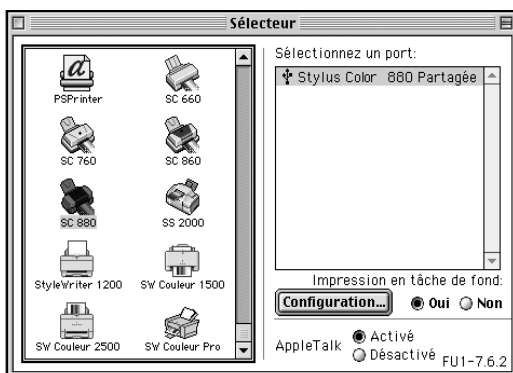 Sélecteur
PSPrinter
SC 660
SC 760
SC 860
SC 880
SS 2000
StyleWriter 1200
SW Couleur 1500
SW Couleur 2500
SW Couleur Pro
Sélectionnez un port:
Stylus Color 880 Partagée
Impression en tâche de fond:
Configuration... Oui Non
AppleTalk Activé
Désactivé
FU1-7.6.2